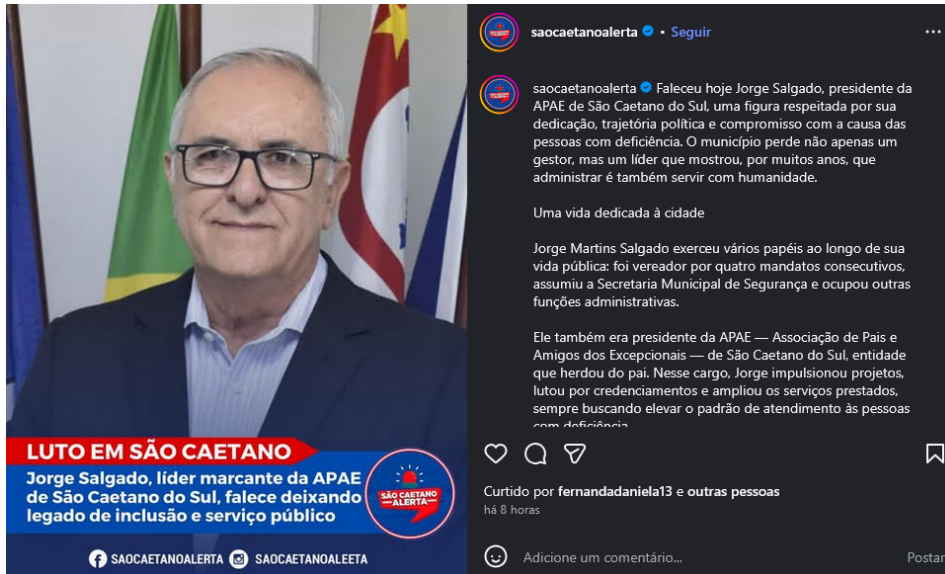 LUTO EM SÃO CAETANO
Jorge Salgado, líder marcante da APAE
de São Caetano do Sul, falece deixando
legado de inclusão e serviço público
SÃO CAETANO
ALERTA
SAOCAETANOALERTA SAOCAETANOALEETA
saocaetanoalerta • Seguir
saocaetanoalerta Faleceu hoje Jorge Salgado, presidente da
APAE de São Caetano do Sul, uma figura respeitada por sua
dedicação, trajetória política e compromisso com a causa das
pessoas com deficiência. O município perde não apenas um
gestor, mas um líder que mostrou, por muitos anos, que
administrar é também servir com humanidade.
Uma vida dedicada à cidade
Jorge Martins Salgado exerceu vários papéis ao longo de sua
vida pública: foi vereador por quatro mandatos consecutivos,
assumiu a Secretaria Municipal de Segurança e ocupou outras
funções administrativas.
Ele também era presidente da APAE — Associação de Pais e
Amigos dos Excepcionais — de São Caetano do Sul, entidade
que herdou do pai. Nesse cargo, Jorge impulsionou projetos,
lutou por credenciamentos e ampliou os serviços prestados,
sempre buscando elevar o padrão de atendimento às pessoas
com deficiência
Curtido por fernandadaniela13 e outras pessoas
há 8 horas
Adicione um comentário... Postar